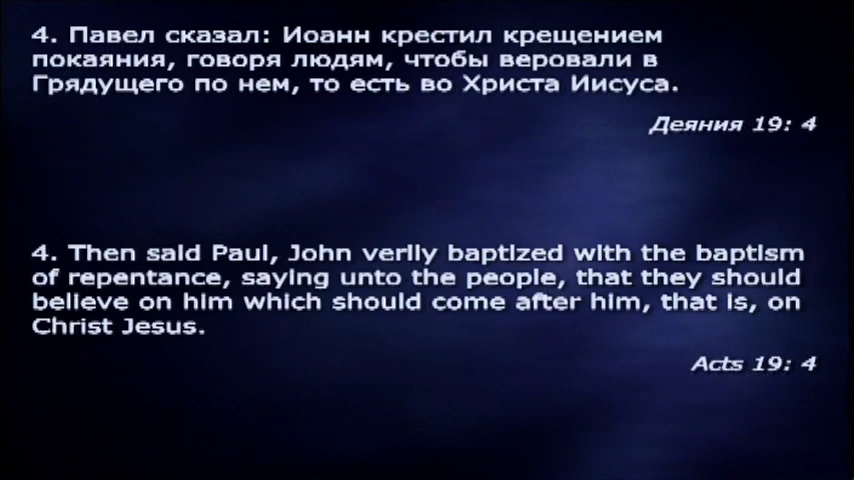 4. Павел сказал: Иоанн крестил крещением
покаяния, говоря людям, чтобы веровали в
Грядущего по нем, то есть во Христа Иисуса.
Деяния 19: 4
4. Then said Paul, John verily baptized with the baptism
of repentance, saying unto the people, that they should
believe on him which should come after him, that is, on
Christ Jesus.
Acts 19: 4